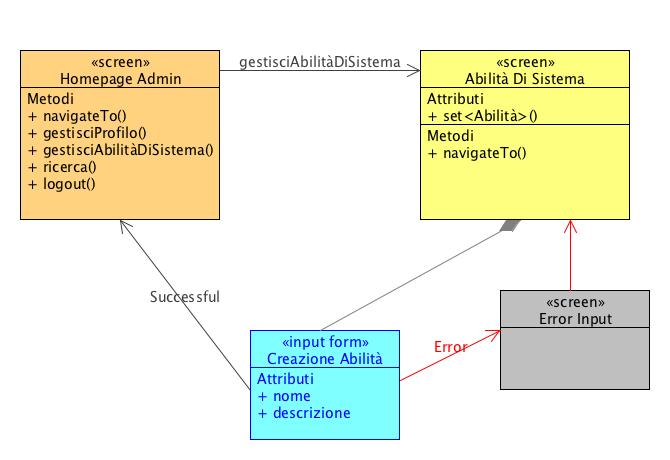 «screen»
Homepage Admin
Metodi
+ navigateTo()
+ gestisciProfilo()
+ gestisciAbilitàDiSistema()
+ ricerca()
+ logout()
gestisciAbilitàDiSistema
«screen»
Abilità Di Sistema
Attributi
+ set<Abilità>()
Metodi
+ navigateTo()
Successful
«input form»
Creazione Abilità
Attributi
+ nome
+ descrizione
Error
«screen»
Error Input